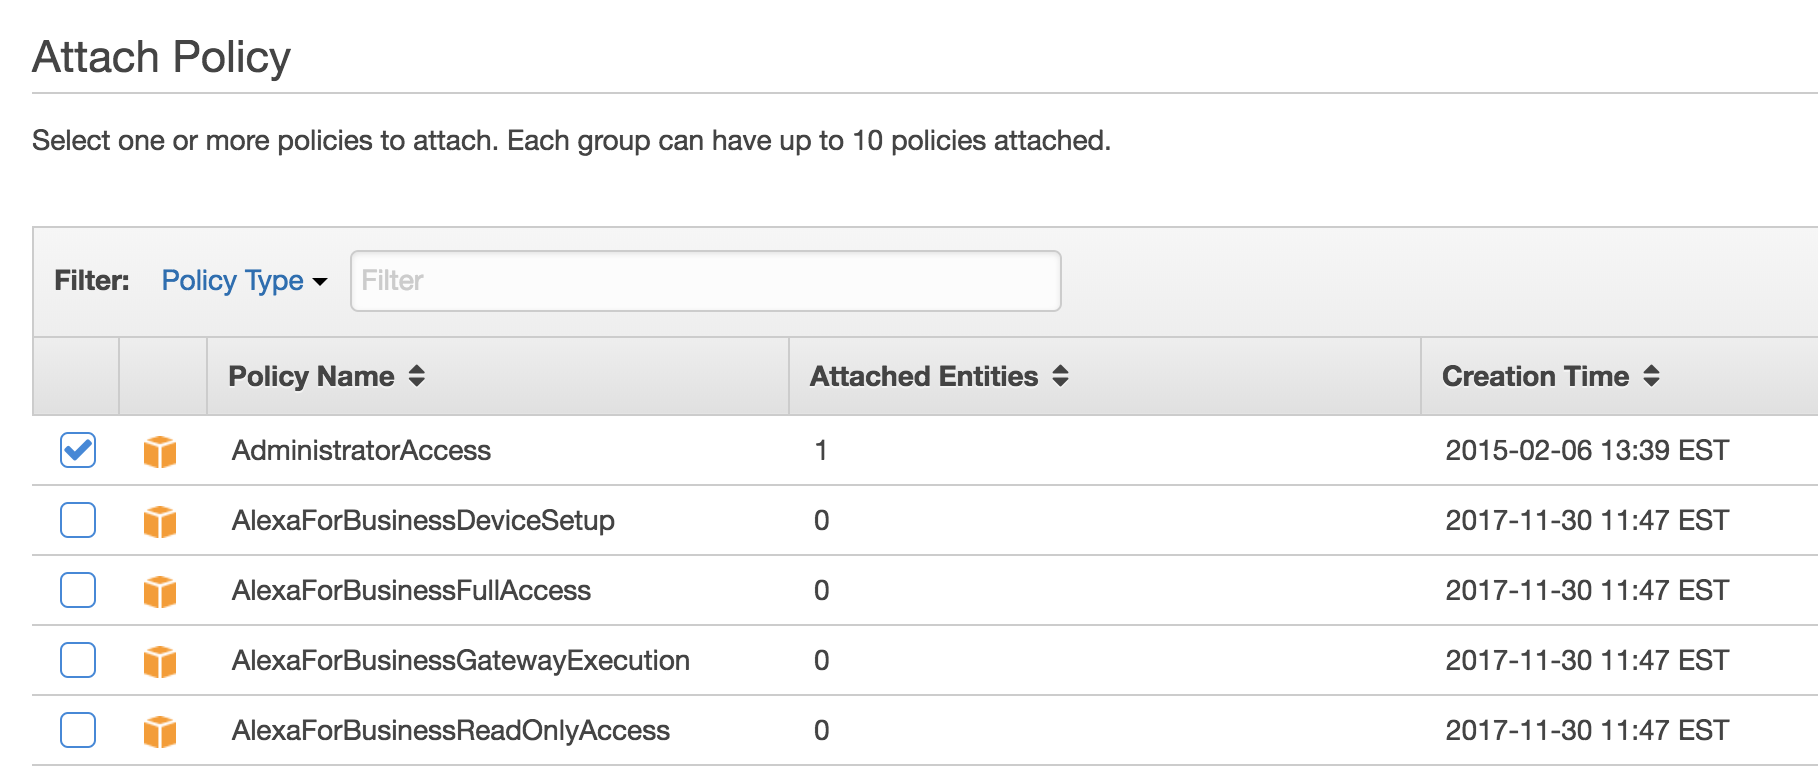 Attach Policy
Select one or more policies to attach. Each group can have up to 10 policies attached.
Filter: Policy Type Filter
Policy Name Attached Entities Creation Time
AdministratorAccess 1 2015-02-06 13:39 EST
AlexaForBusinessDeviceSetup 0 2017-11-30 11:47 EST
AlexaForBusinessFullAccess 0 2017-11-30 11:47 EST
AlexaForBusinessGatewayExecution 0 2017-11-30 11:47 EST
AlexaForBusinessReadOnlyAccess 0 2017-11-30 11:47 EST